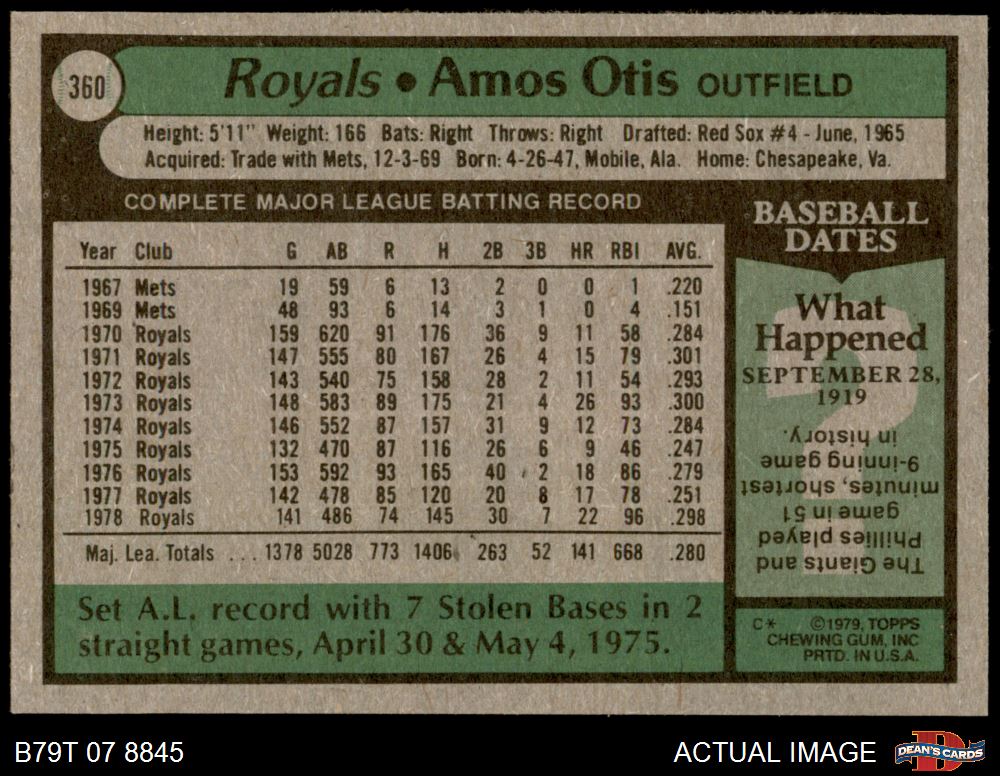 360
Royals • Amos Otis OUTFIELD
Height: 5'11" Weight: 166 Bats: Right Throws: Right Drafted: Red Sox #4 - June, 1965
Acquired: Trade with Mets, 12-3-69 Born: 4-26-47, Mobile, Ala. Home: Chesapeake, Va.
COMPLETE MAJOR LEAGUE BATTING RECORD
Year Club G AB R H 2B 3B HR RBI AVG.
1967 Mets 19 59 6 13 2 0 0 1 .220
1969 Mets 48 93 6 14 3 1 0 4 .151
1970 Royals 159 620 91 176 36 9 11 58 .284
1971 Royals 147 555 80 167 26 4 15 79 .301
1972 Royals 143 540 75 158 28 2 11 54 .293
1973 Royals 148 583 89 175 21 4 26 93 .300
1974 Royals 146 552 87 157 31 9 12 73 .284
1975 Royals 132 470 87 116 26 6 9 46 .247
1976 Royals 153 592 93 165 40 2 18 86 .279
1977 Royals 142 478 85 120 20 8 17 78 .251
1978 Royals 141 486 74 145 30 7 22 96 .298
Maj. Lea. Totals ... 1378 5028 773 1406 263 52 141 668 .280
Set A.L. record with 7 Stolen Bases in 2
straight games, April 30 & May 4, 1975.
BASEBALL
DATES
What
Happened
SEPTEMBER 28,
1919
The Giants and
Phillies played
game in 51
minutes, shortest
9-inning game
in history.
C* ©1979, TOPPS
CHEWING GUM, INC
PRTD. IN U.S.A.
B79T 07 8845
ACTUAL IMAGE
DEAN'S CARDS